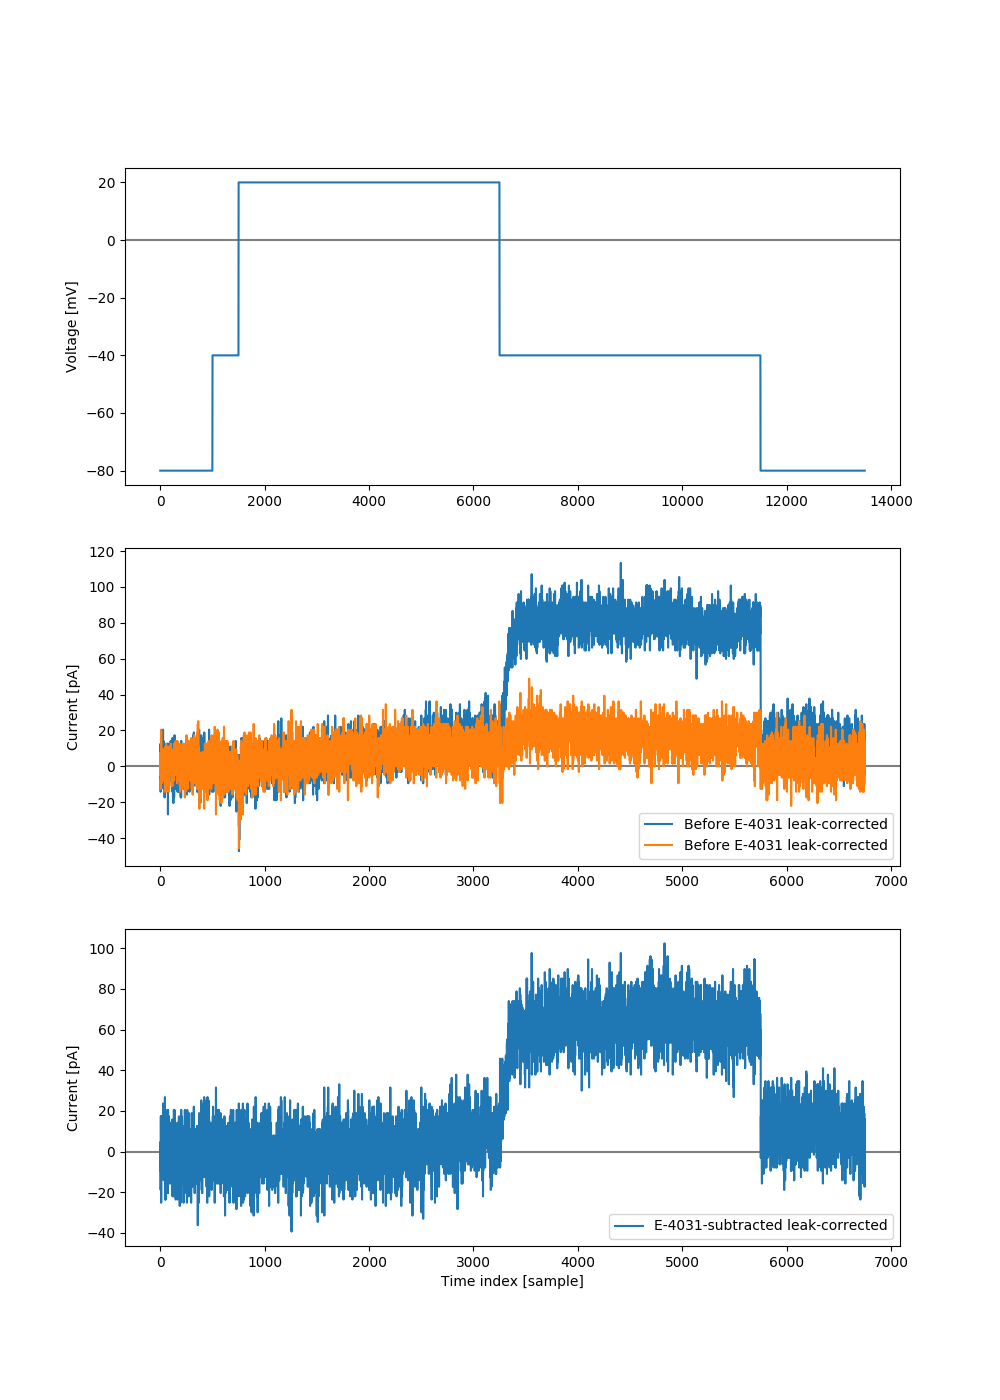 Voltage [mV]
20
0
−20
−40
−60
−80
0 2000 4000 6000 8000 10000 12000 14000
Current [pA]
120
100
80
60
40
20
0
−20
−40
Before E-4031 leak-corrected
Before E-4031 leak-corrected
0 1000 2000 3000 4000 5000 6000 7000
Current [pA]
100
80
60
40
20
0
−20
−40
E-4031-subtracted leak-corrected
0 1000 2000 3000 4000 5000 6000 7000
Time index [sample]